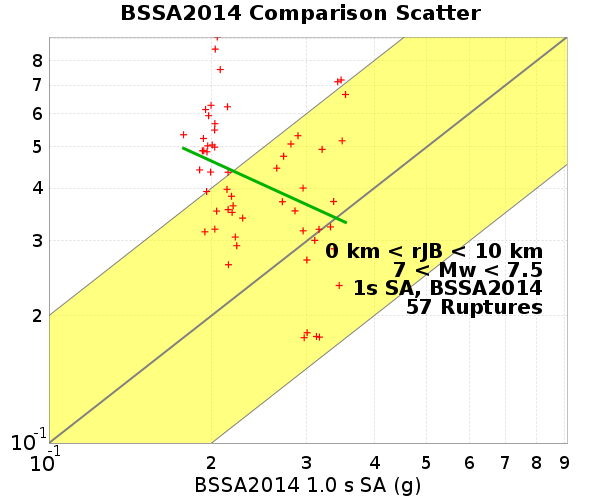 BSSA2014 Comparison Scatter
8
7
6
5
4
3
2
10-1
0 km < rJB < 10 km
7 < Mw < 7.5
1s SA, BSSA2014
57 Ruptures
10-1
2 3 4 5 6 7 8 9
BSSA2014 1.0 s SA (g)